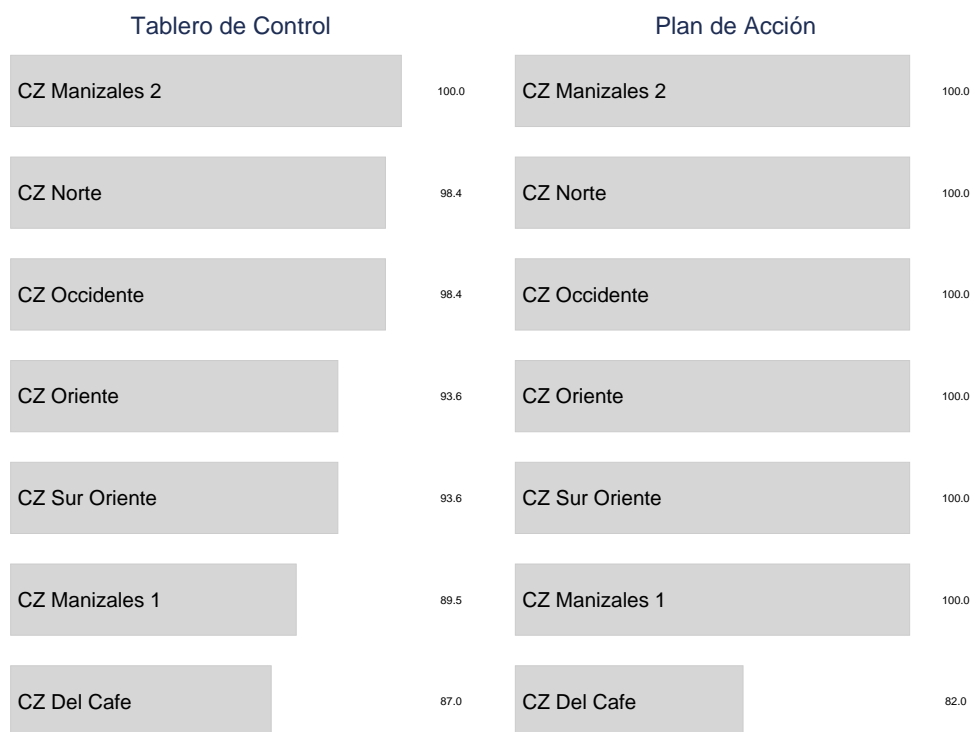 Tablero de Control
CZ Manizales 2 100.0
CZ Norte 98.4
CZ Occidente 98.4
CZ Oriente 93.6
CZ Sur Oriente 93.6
CZ Manizales 1 89.5
CZ Del Cafe 87.0
Plan de Acción
CZ Manizales 2 100.0
CZ Norte 100.0
CZ Occidente 100.0
CZ Oriente 100.0
CZ Sur Oriente 100.0
CZ Manizales 1 100.0
CZ Del Cafe 82.0